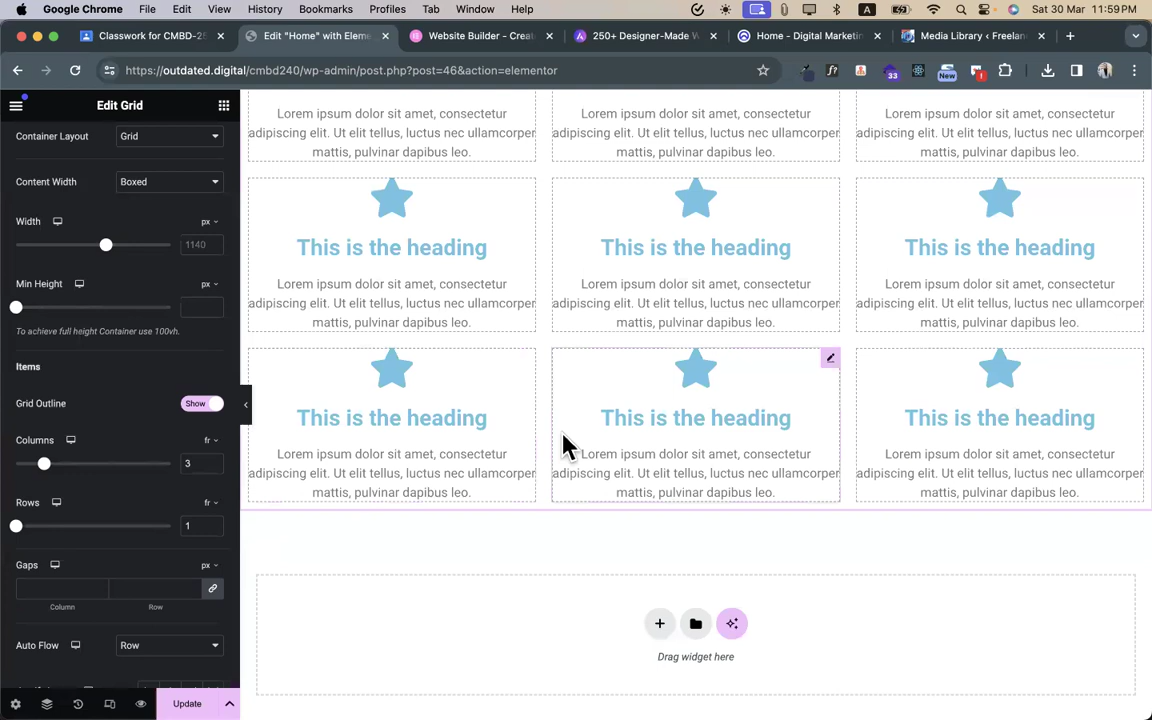 Google Chrome File Edit View History Bookmarks Profiles Tab Window Help A Sat 30 Mar 11:59PM
Classwork for CMBD-2 Edit "Home" with Eleme Website Builder - Creat 250+ Designer-Made W Home - Digital Marketin Media Library ‹ Freelan
https://outdated.digital/cmbd240/wp-admin/post.php?post=46&action=elementor f? 33 New
Edit Grid
Container Layout Grid
Content Width Boxed
Width px
1140
Min Height px
To achieve full height Container use 100vh.
Items
Grid Outline Show
Columns fr
3
Rows fr
1
Gaps px
Column Row
Auto Flow Row
Update
Lorem ipsum dolor sit amet, consectetur
adipiscing elit. Ut elit tellus, luctus nec ullamcorper
mattis, pulvinar dapibus leo.
Lorem ipsum dolor sit amet, consectetur
adipiscing elit. Ut elit tellus, luctus nec ullamcorper
mattis, pulvinar dapibus leo.
Lorem ipsum dolor sit amet, consectetur
adipiscing elit. Ut elit tellus, luctus nec ullamcorper
mattis, pulvinar dapibus leo.
This is the heading
Lorem ipsum dolor sit amet, consectetur
adipiscing elit. Ut elit tellus, luctus nec ullamcorper
mattis, pulvinar dapibus leo.
This is the heading
Lorem ipsum dolor sit amet, consectetur
adipiscing elit. Ut elit tellus, luctus nec ullamcorper
mattis, pulvinar dapibus leo.
This is the heading
Lorem ipsum dolor sit amet, consectetur
adipiscing elit. Ut elit tellus, luctus nec ullamcorper
mattis, pulvinar dapibus leo.
This is the heading
Lorem ipsum dolor sit amet, consectetur
adipiscing elit. Ut elit tellus, luctus nec ullamcorper
mattis, pulvinar dapibus leo.
This is the heading
Lorem ipsum dolor sit amet, consectetur
adipiscing elit. Ut elit tellus, luctus nec ullamcorper
mattis, pulvinar dapibus leo.
This is the heading
Lorem ipsum dolor sit amet, consectetur
adipiscing elit. Ut elit tellus, luctus nec ullamcorper
mattis, pulvinar dapibus leo.
Drag widget here